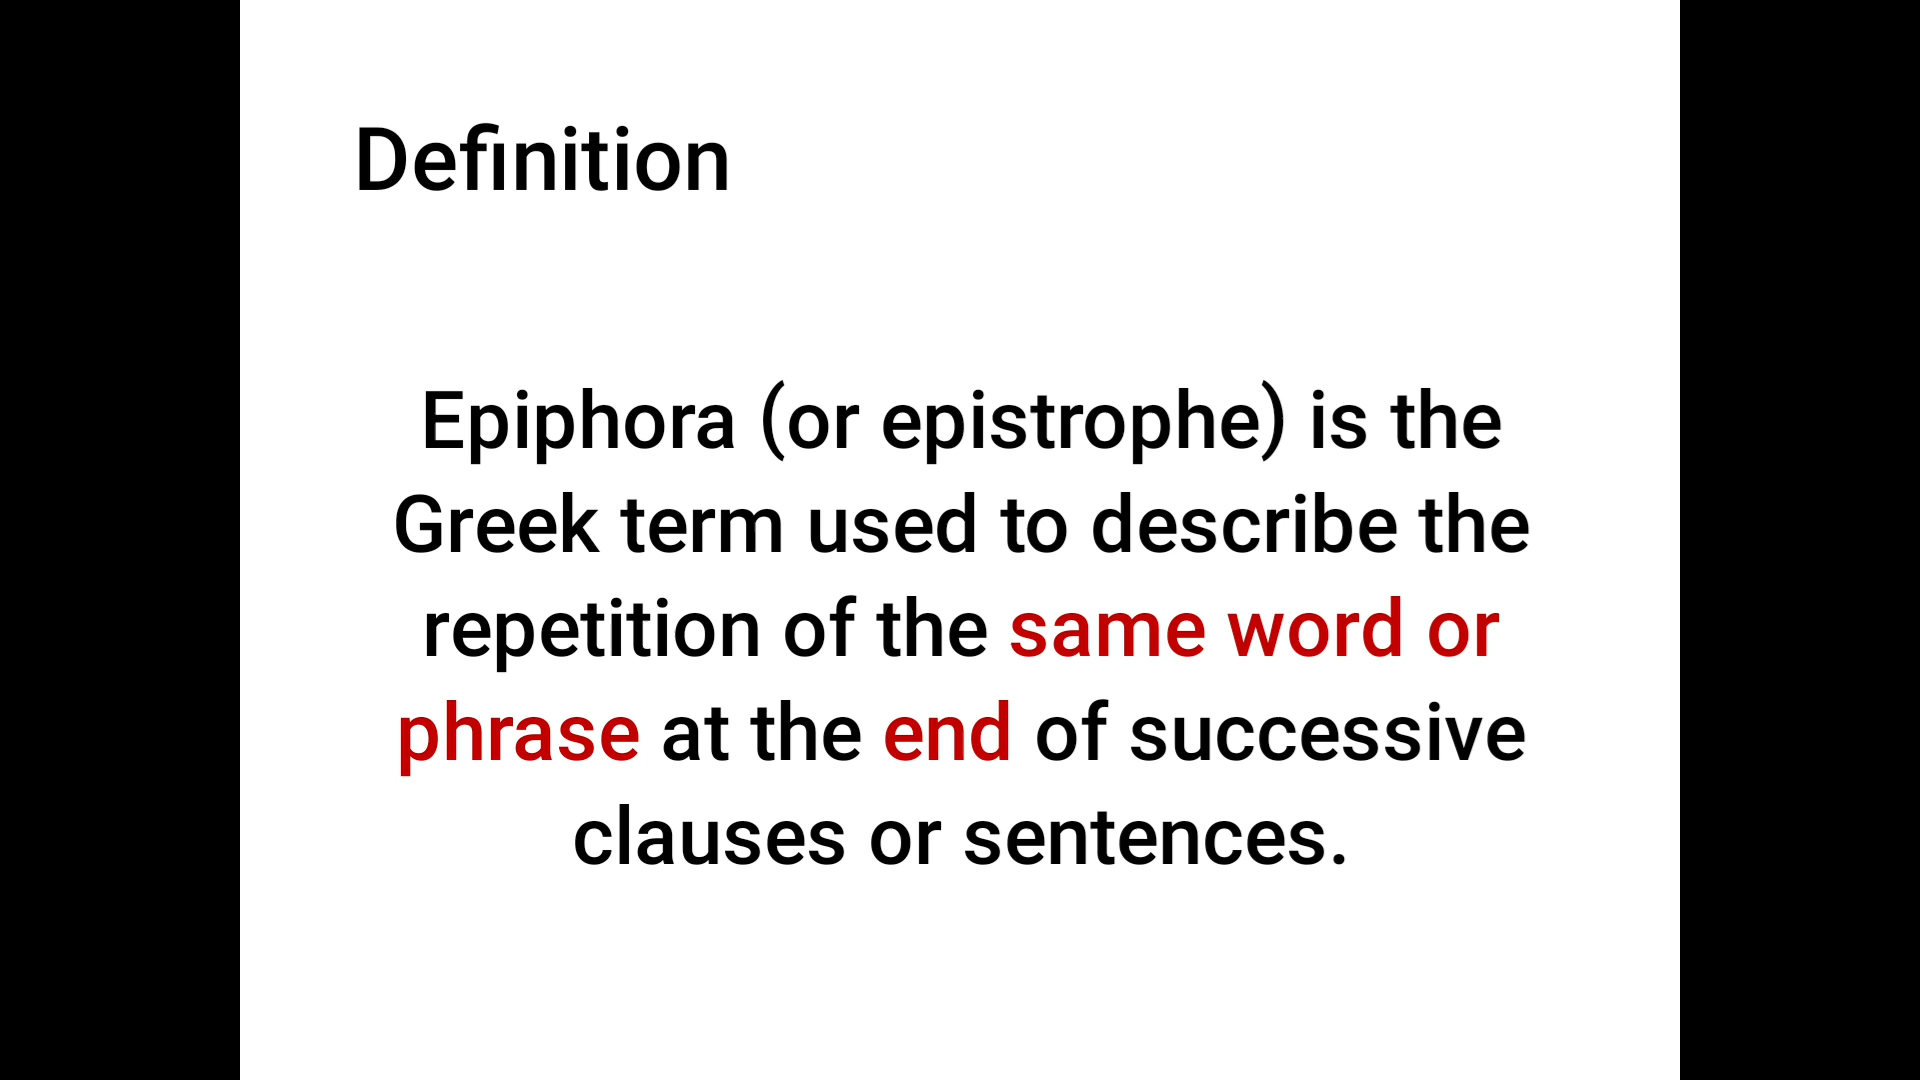 Definition
Epiphora (or epistrophe) is the
Greek term used to describe the
repetition of the same word or
phrase at the end of successive
clauses or sentences.